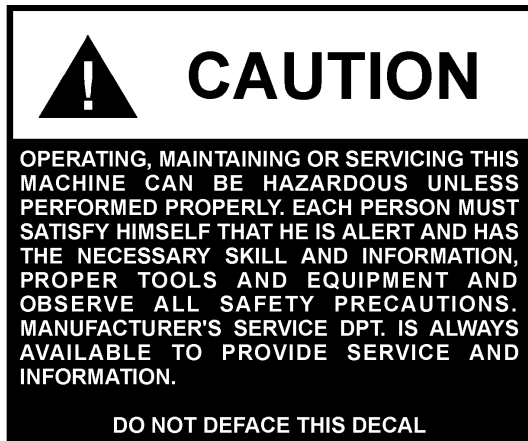 CAUTION
OPERATING, MAINTAINING OR SERVICING THIS
MACHINE CAN BE HAZARDOUS UNLESS
PERFORMED PROPERLY. EACH PERSON MUST
SATISFY HIMSELF THAT HE IS ALERT AND HAS
THE NECESSARY SKILL AND INFORMATION,
PROPER TOOLS AND EQUIPMENT AND
OBSERVE ALL SAFETY PRECAUTIONS.
MANUFACTURER'S SERVICE DPT. IS ALWAYS
AVAILABLE TO PROVIDE SERVICE AND
INFORMATION.
DO NOT DEFACE THIS DECAL